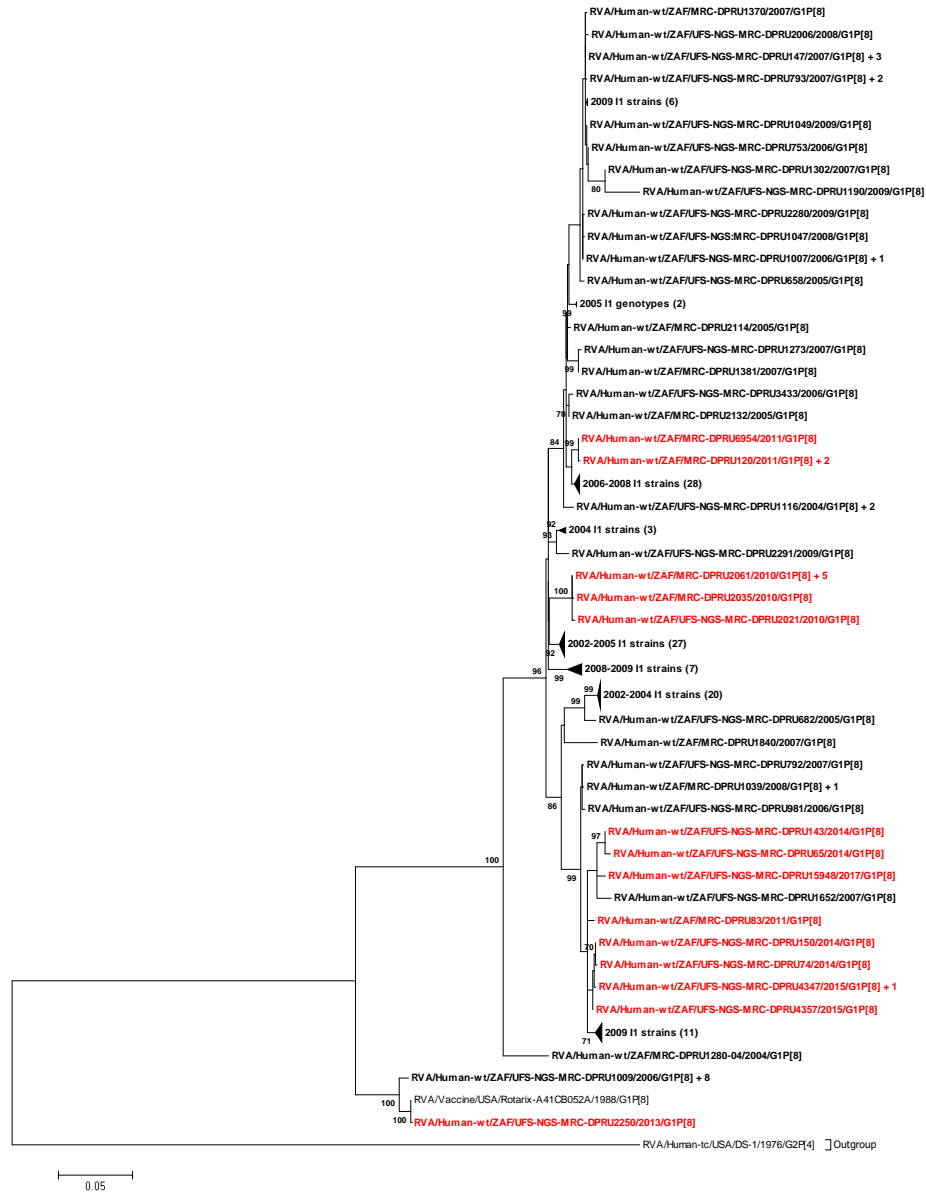 RVA/Human-wt/ZAF/MRC-DPRU1370/2007/G1P[8]
RVA/Human-wt/ZAF/UFS-NGS-MRC-DPRU2006/2008/G1P[8]
RVA/Human-wt/ZAF/UFS-NGS-MRC-DPRU147/2007/G1P[8] + 3
RVA/Human-wt/ZAF/UFS-NGS-MRC-DPRU793/2007/G1P[8] + 2
2009 I1 strains (6)
RVA/Human-wt/ZAF/UFS-NGS-MRC-DPRU1049/2009/G1P[8]
RVA/Human-wt/ZAF/UFS-NGS-MRC-DPRU753/2006/G1P[8]
RVA/Human-wt/ZAF/UFS-NGS-MRC-DPRU1302/2007/G1P[8]
80
RVA/Human-wt/ZAF/UFS-NGS-MRC-DPRU1190/2009/G1P[8]
RVA/Human-wt/ZAF/UFS-NGS-MRC-DPRU2280/2009/G1P[8]
RVA/Human-wt/ZAF/UFS-NGS:MRC-DPRU1047/2008/G1P[8]
RVA/Human-wt/ZAF/UFS-NGS-MRC-DPRU1007/2006/G1P[8] + 1
RVA/Human-wt/ZAF/UFS-NGS-MRC-DPRU658/2005/G1P[8]
2005 I1 genotypes (2)
99
RVA/Human-wt/ZAF/MRC-DPRU2114/2005/G1P[8]
RVA/Human-wt/ZAF/UFS-NGS-MRC-DPRU1273/2007/G1P[8]
99
RVA/Human-wt/ZAF/MRC-DPRU1381/2007/G1P[8]
RVA/Human-wt/ZAF/UFS-NGS-MRC-DPRU3433/2006/G1P[8]
70
RVA/Human-wt/ZAF/MRC-DPRU2132/2005/G1P[8]
84
99
RVA/Human-wt/ZAF/MRC-DPRU6954/2011/G1P[8]
RVA/Human-wt/ZAF/MRC-DPRU120/2011/G1P[8] + 2
2006-2008 I1 strains (28)
RVA/Human-wt/ZAF/UFS-NGS-MRC-DPRU1116/2004/G1P[8] + 2
92
2004 I1 strains (3)
93
RVA/Human-wt/ZAF/UFS-NGS-MRC-DPRU2291/2009/G1P[8]
RVA/Human-wt/ZAF/MRC-DPRU2061/2010/G1P[8] + 5
100
RVA/Human-wt/ZAF/MRC-DPRU2035/2010/G1P[8]
RVA/Human-wt/ZAF/UFS-NGS-MRC-DPRU2021/2010/G1P[8]
2002-2005 I1 strains (27)
92
96
2008-2009 I1 strains (7)
99
99
2002-2004 I1 strains (20)
99
RVA/Human-wt/ZAF/UFS-NGS-MRC-DPRU682/2005/G1P[8]
RVA/Human-wt/ZAF/MRC-DPRU1840/2007/G1P[8]
RVA/Human-wt/ZAF/UFS-NGS-MRC-DPRU792/2007/G1P[8]
RVA/Human-wt/ZAF/MRC-DPRU1039/2008/G1P[8] + 1
86
RVA/Human-wt/ZAF/UFS-NGS-MRC-DPRU981/2006/G1P[8]
97
RVA/Human-wt/ZAF/UFS-NGS-MRC-DPRU143/2014/G1P[8]
RVA/Human-wt/ZAF/UFS-NGS-MRC-DPRU65/2014/G1P[8]
100
99
RVA/Human-wt/ZAF/UFS-NGS-MRC-DPRU15948/2017/G1P[8]
RVA/Human-wt/ZAF/UFS-NGS-MRC-DPRU1652/2007/G1P[8]
RVA/Human-wt/ZAF/MRC-DPRU83/2011/G1P[8]
70
RVA/Human-wt/ZAF/UFS-NGS-MRC-DPRU150/2014/G1P[8]
RVA/Human-wt/ZAF/UFS-NGS-MRC-DPRU74/2014/G1P[8]
RVA/Human-wt/ZAF/UFS-NGS-MRC-DPRU4347/2015/G1P[8] + 1
RVA/Human-wt/ZAF/UFS-NGS-MRC-DPRU4357/2015/G1P[8]
2009 I1 strains (11)
71
RVA/Human-wt/ZAF/MRC-DPRU1280-04/2004/G1P[8]
RVA/Human-wt/ZAF/UFS-NGS-MRC-DPRU1009/2006/G1P[8] + 8
100
RVA/Vaccine/USA/Rotarix-A41CB052A/1988/G1P[8]
100
RVA/Human-wt/ZAF/UFS-NGS-MRC-DPRU2250/2013/G1P[8]
RVA/Human-tc/USA/DS-1/1976/G2P[4] Outgroup
0.05